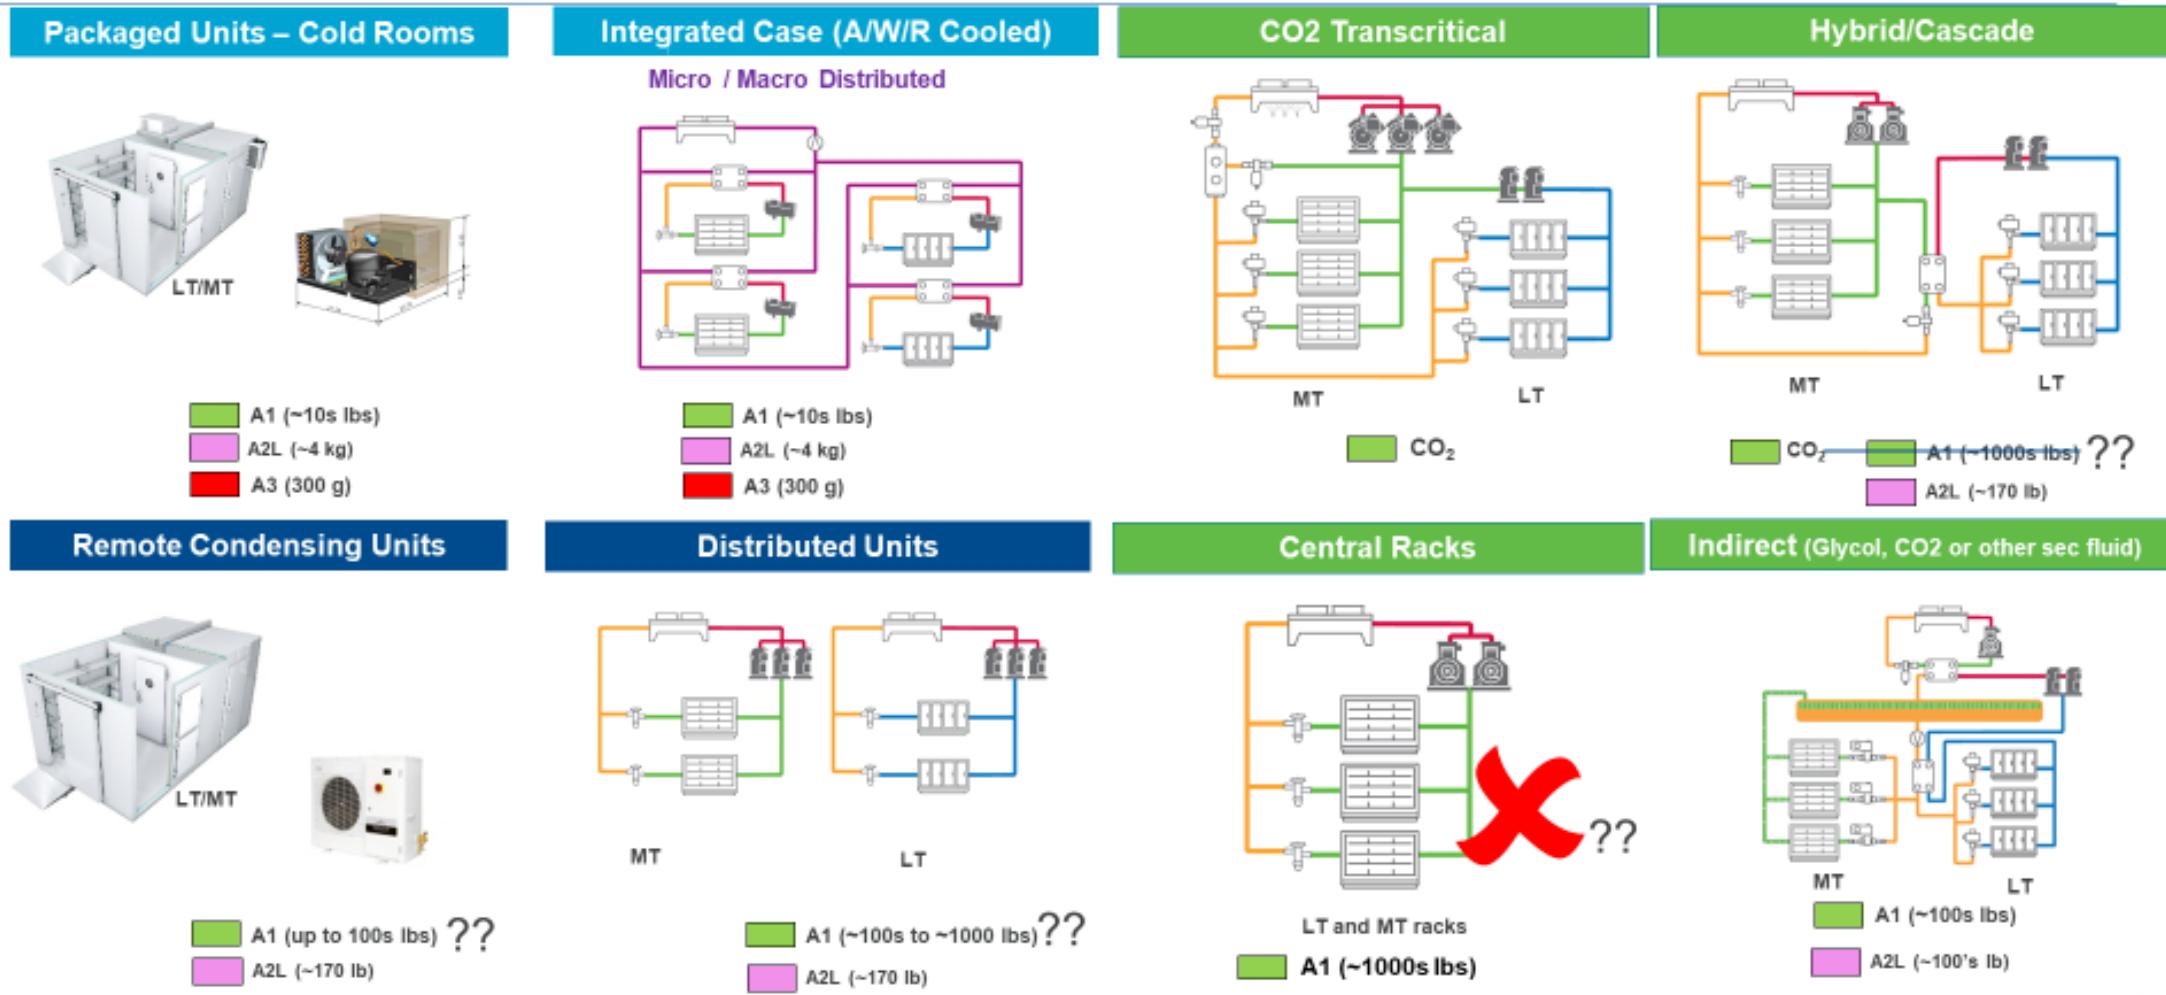 Packaged Units – Cold Rooms
LT/MT
A1 (~10s lbs)
A2L (~4 kg)
A3 (300 g)
Integrated Case (A/W/R Cooled)
Micro / Macro Distributed
A1 (~10s lbs)
A2L (~4 kg)
A3 (300 g)
CO2 Transcritical
MT
LT
CO₂
Hybrid/Cascade
MT
LT
CO₂ A1 (~1000s lbs) ??
A2L (~170 lb)
Remote Condensing Units
LT/MT
A1 (up to 100s lbs) ??
A2L (~170 lb)
Distributed Units
MT
LT
A1 (~100s to ~1000 lbs) ??
A2L (~170 lb)
Central Racks
??
LT and MT racks
A1 (~1000s lbs)
Indirect (Glycol, CO2 or other sec fluid)
MT
LT
A1 (~100s lbs)
A2L (~100's lb)